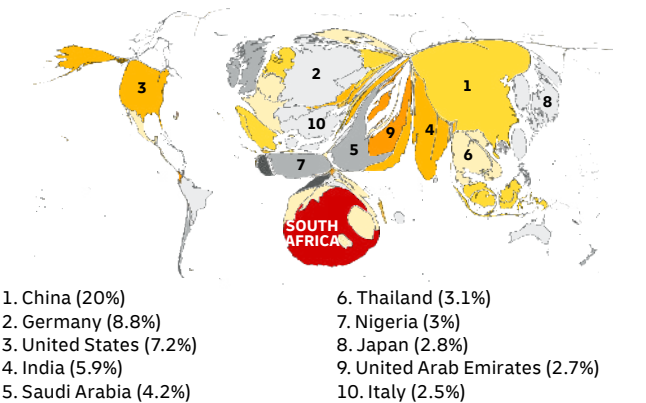 1
2
3
4
5
6
7
8
9
10
SOUTH
AFRICA
1. China (20%)
2. Germany (8.8%)
3. United States (7.2%)
4. India (5.9%)
5. Saudi Arabia (4.2%)
6. Thailand (3.1%)
7. Nigeria (3%)
8. Japan (2.8%)
9. United Arab Emirates (2.7%)
10. Italy (2.5%)